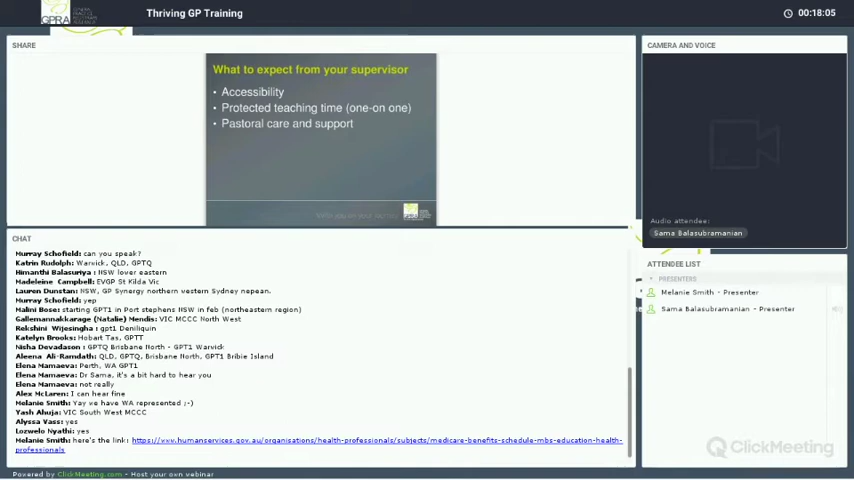 GPRA
Thriving GP Training
00:18:05
SHARE
What to expect from your supervisor
• Accessibility
• Protected teaching time (one-on one)
• Pastoral care and support
CAMERA AND VOICE
Audio attendee:
Sama Balasubramanian
CHAT
Murray Schofield: can you speak?
Katrin Rudolph: Warwick, QLD, GPTQ
Himanthi Balasuriya : NSW lover eastern
Madeleine Campbell: EVGP St Kilda Vic
Lauren Dunstan: NSW, GP Synergy northern western Sydney nepean.
Murray Schofield: yep
Malini Bose: starting GPT1 in Port stephens NSW in feb (northeastern region)
Gallemannakkarage (Natalie) Mendis: VIC MCCC North West
Rekshini Wijesingha : gpt1 Deniliquin
Katelyn Brooks: Hobart Tas, GPTT
Nisha Devadason : GPTQ Brisbane North - GPT1 Warwick
Aleena Ali-Ramdath: QLD, GPTQ, Brisbane North, GPT1 Bribie Island
Elena Mamaeva: Perth, WA GPT1
Elena Mamaeva: Dr Sama, it's a bit hard to hear you
Elena Mamaeva: not really
Alex McLaren: I can hear fine
Melanie Smith: Yay we have WA represented ;-)
Yash Ahuja: VIC South West MCCC
Alyssa Vass: yes
Lozwelo Nyathi: yes
Melanie Smith: here's the link: https://www.humanservices.gov.au/organisations/health-professionals/subjects/medicare-benefits-schedule-mbs-education-health-
professionals
ATTENDEE LIST
PRESENTERS
Melanie Smith - Presenter
Sama Balasubramanian - Presenter
ClickMeeting
Powered by ClickMeeting.com - Host your own webinar